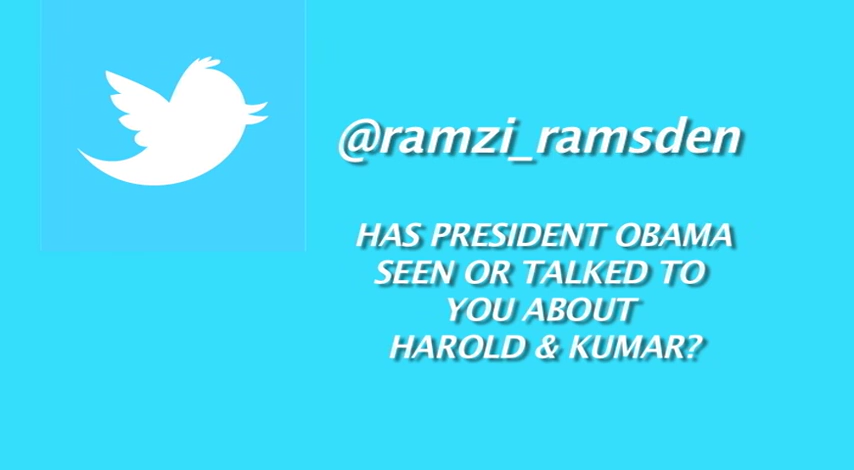 @ramzi_ramsden
HAS PRESIDENT OBAMA
SEEN OR TALKED TO
YOU ABOUT
HAROLD & KUMAR?